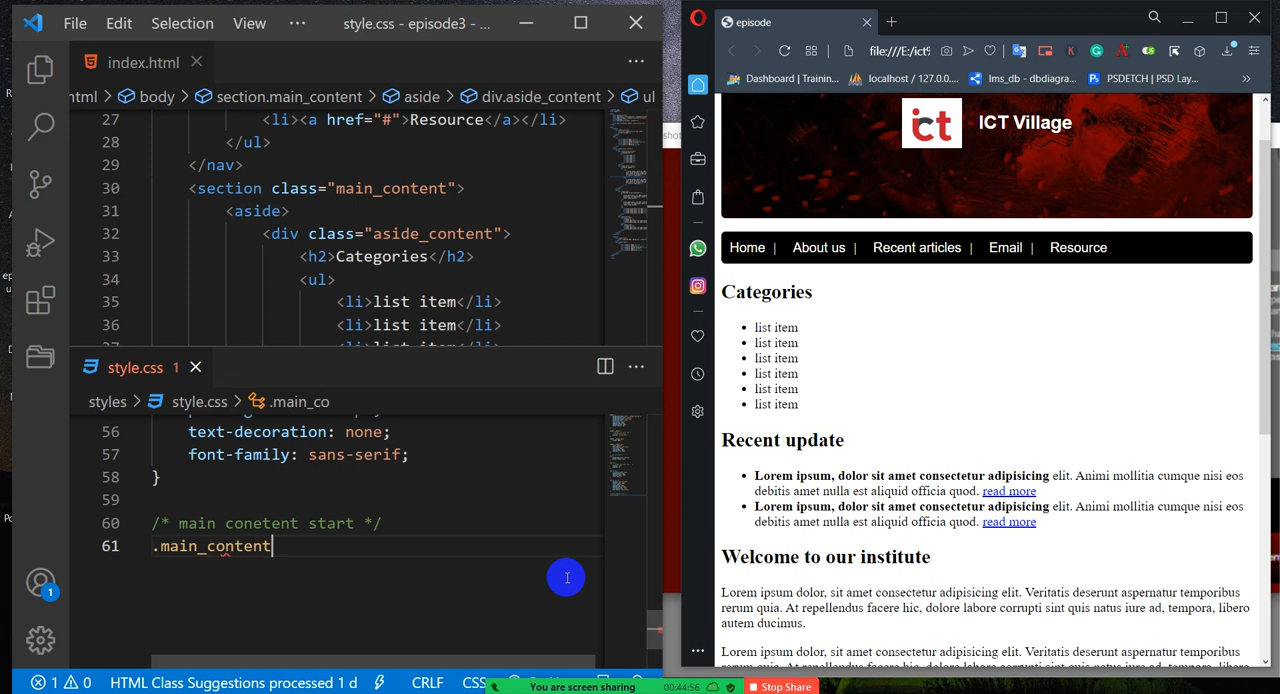 File Edit Selection View ··· style.css - episode3 - ...
index.html
html > body > section.main_content > aside > div.aside_content > ul
27 <li><a href="#">Resource</a></li>
28 </ul>
29 </nav>
30 <section class="main_content">
31 <aside>
32 <div class="aside_content">
33 <h2>Categories</h2>
34 <ul>
35 <li>list item</li>
36 <li>list item</li>
style.css 1
styles > style.css > .main_co
56 text-decoration: none;
57 font-family: sans-serif;
58 }
59
60 /* main conetent start */
61 .main_content
1
1 0 HTML Class Suggestions processed 1 d CRLF CSS
You are screen sharing 00:44:56 Stop Share
episode
file:///E:/ict
Dashboard | Trainin... localhost / 127.0.0.... lms_db - dbdiagra... PSDETCH | PSD Lay...
ict ICT Village
Home | About us | Recent articles | Email | Resource
Categories
• list item
• list item
• list item
• list item
• list item
• list item
Recent update
• Lorem ipsum, dolor sit amet consectetur adipisicing elit. Animi mollitia cumque nisi eos
debitis amet nulla est aliquid officia quod. read more
• Lorem ipsum, dolor sit amet consectetur adipisicing elit. Animi mollitia cumque nisi eos
debitis amet nulla est aliquid officia quod. read more
Welcome to our institute
Lorem ipsum dolor, sit amet consectetur adipisicing elit. Veritatis deserunt aspernatur temporibus
rerum quia. At repellendus facere hic, dolore labore corrupti sint quis natus iure ad, tempora, libero
autem ducimus.
Lorem ipsum dolor, sit amet consectetur adipisicing elit. Veritatis deserunt aspernatur temporibus